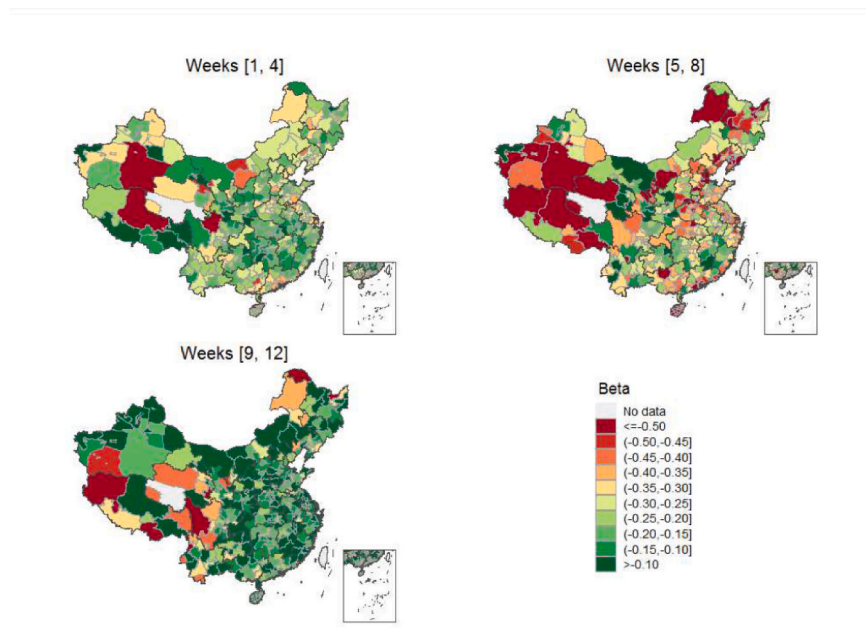 Weeks [1, 4]
Weeks [5, 8]
Weeks [9, 12]
Beta
No data
<=-0.50
(-0.50,-0.45]
(-0.45,-0.40]
(-0.40,-0.35]
(-0.35,-0.30]
(-0.30,-0.25]
(-0.25,-0.20]
(-0.20,-0.15]
(-0.15,-0.10]
>-0.10